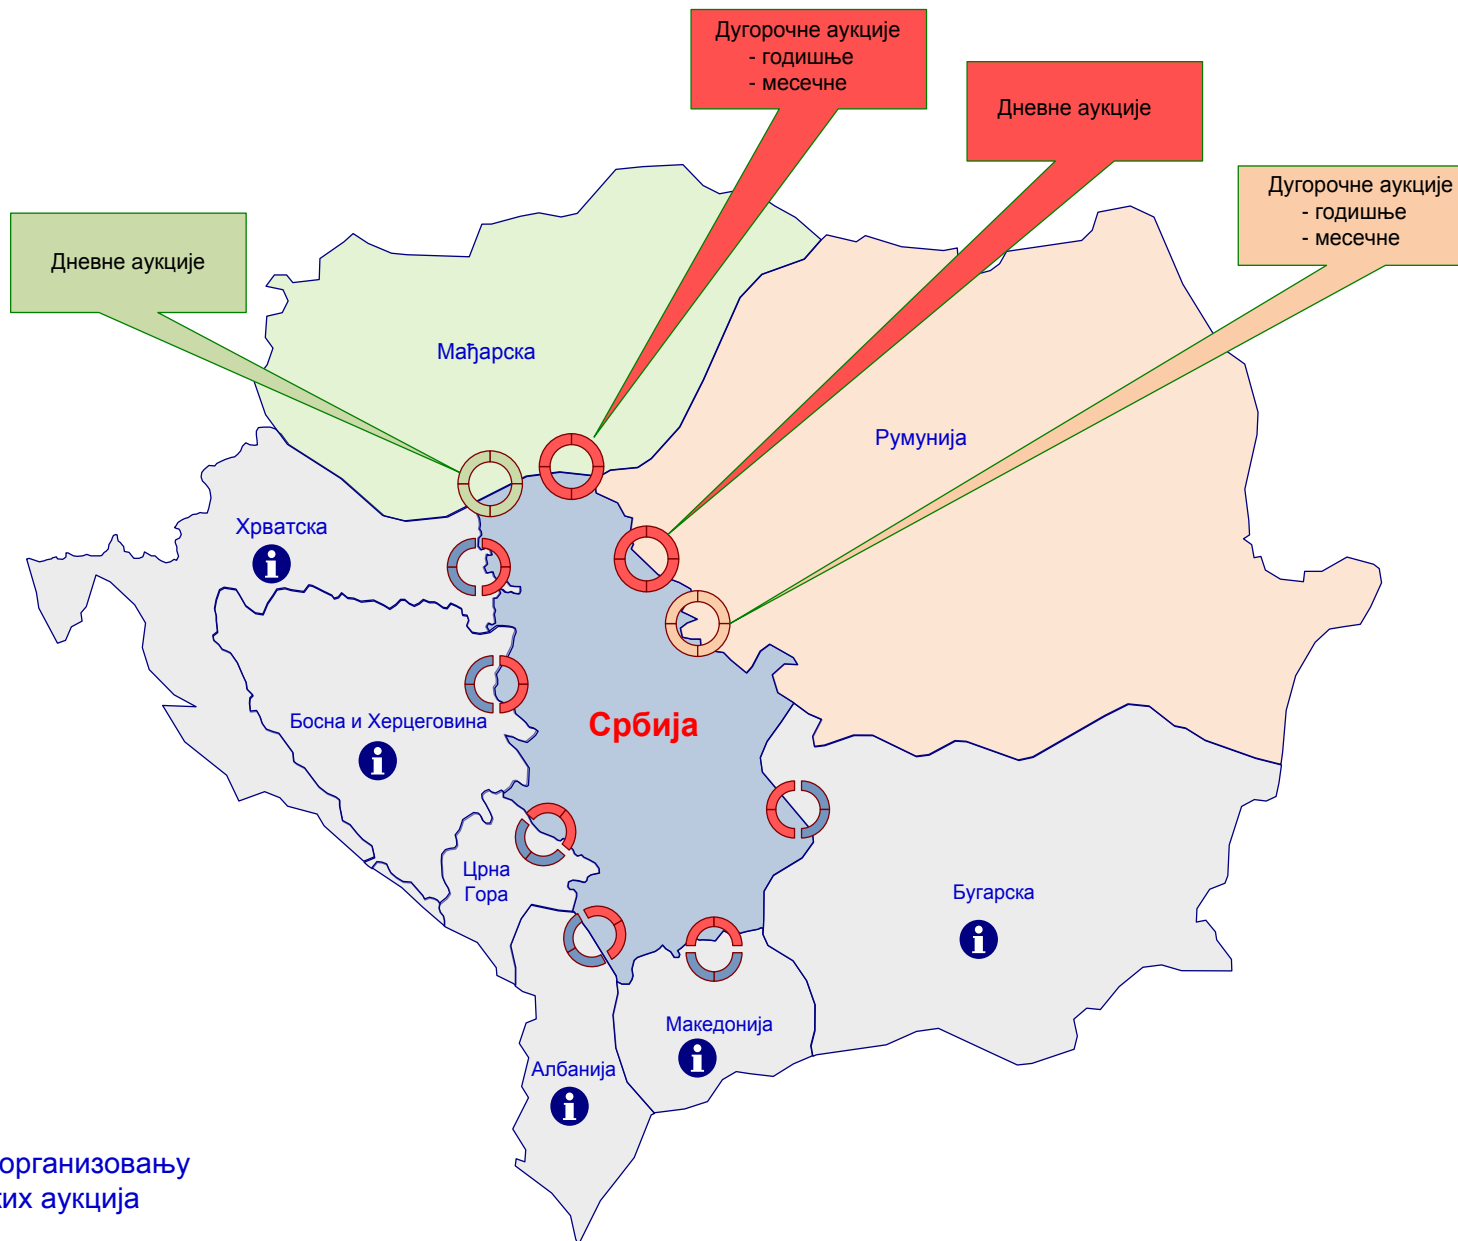 Дугорочне аукције
- годишње
- месечне
Дневне аукције
Дугорочне аукције
- годишње
- месечне
Дневне аукције
Мађарска
Румунија
Хрватска
Босна и Херцеговина
Србија
Црна
Гора
Бугарска
Македонија
Албанија
организовању
аукција